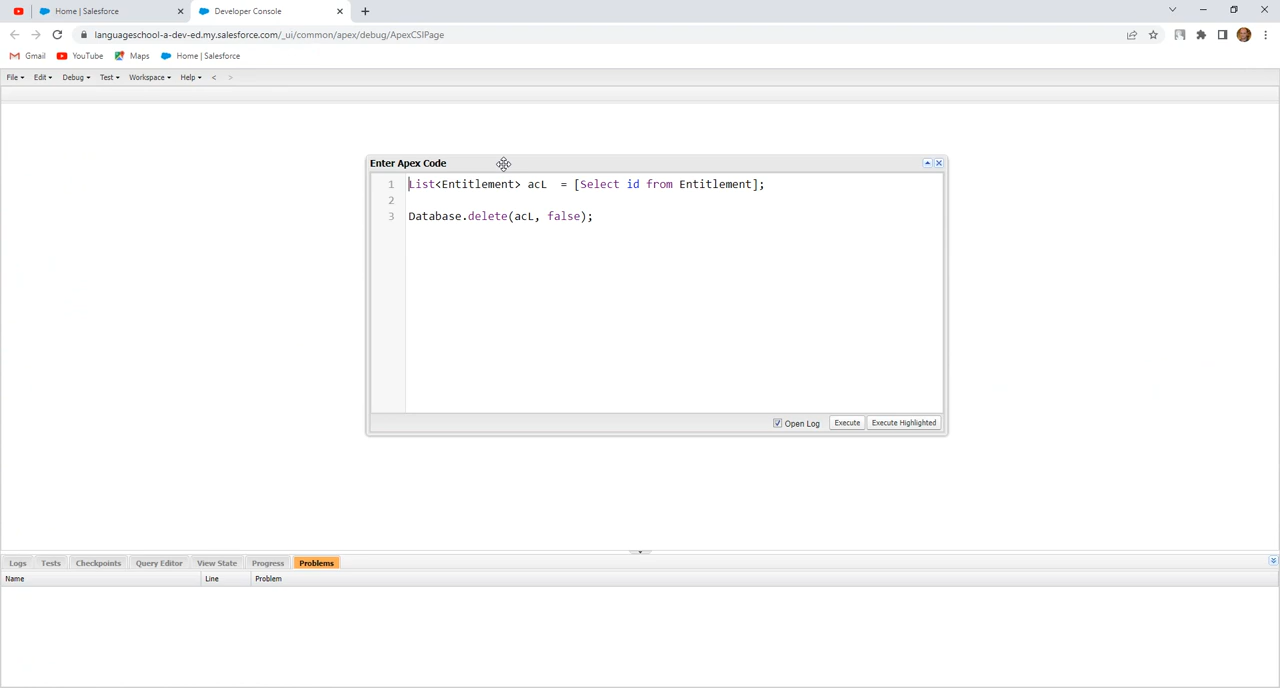 Home | Salesforce
Developer Console
languageschool-a-dev-ed.my.salesforce.com/_ui/common/apex/debug/ApexCSIPage
Gmail YouTube Maps Home | Salesforce
File Edit Debug Test Workspace Help < >
Enter Apex Code
1 List<Entitlement> acL  = [Select id from Entitlement];
2
3 Database.delete(acL, false);
Open Log Execute Execute Highlighted
Logs Tests Checkpoints Query Editor View State Progress Problems
Name Line Problem